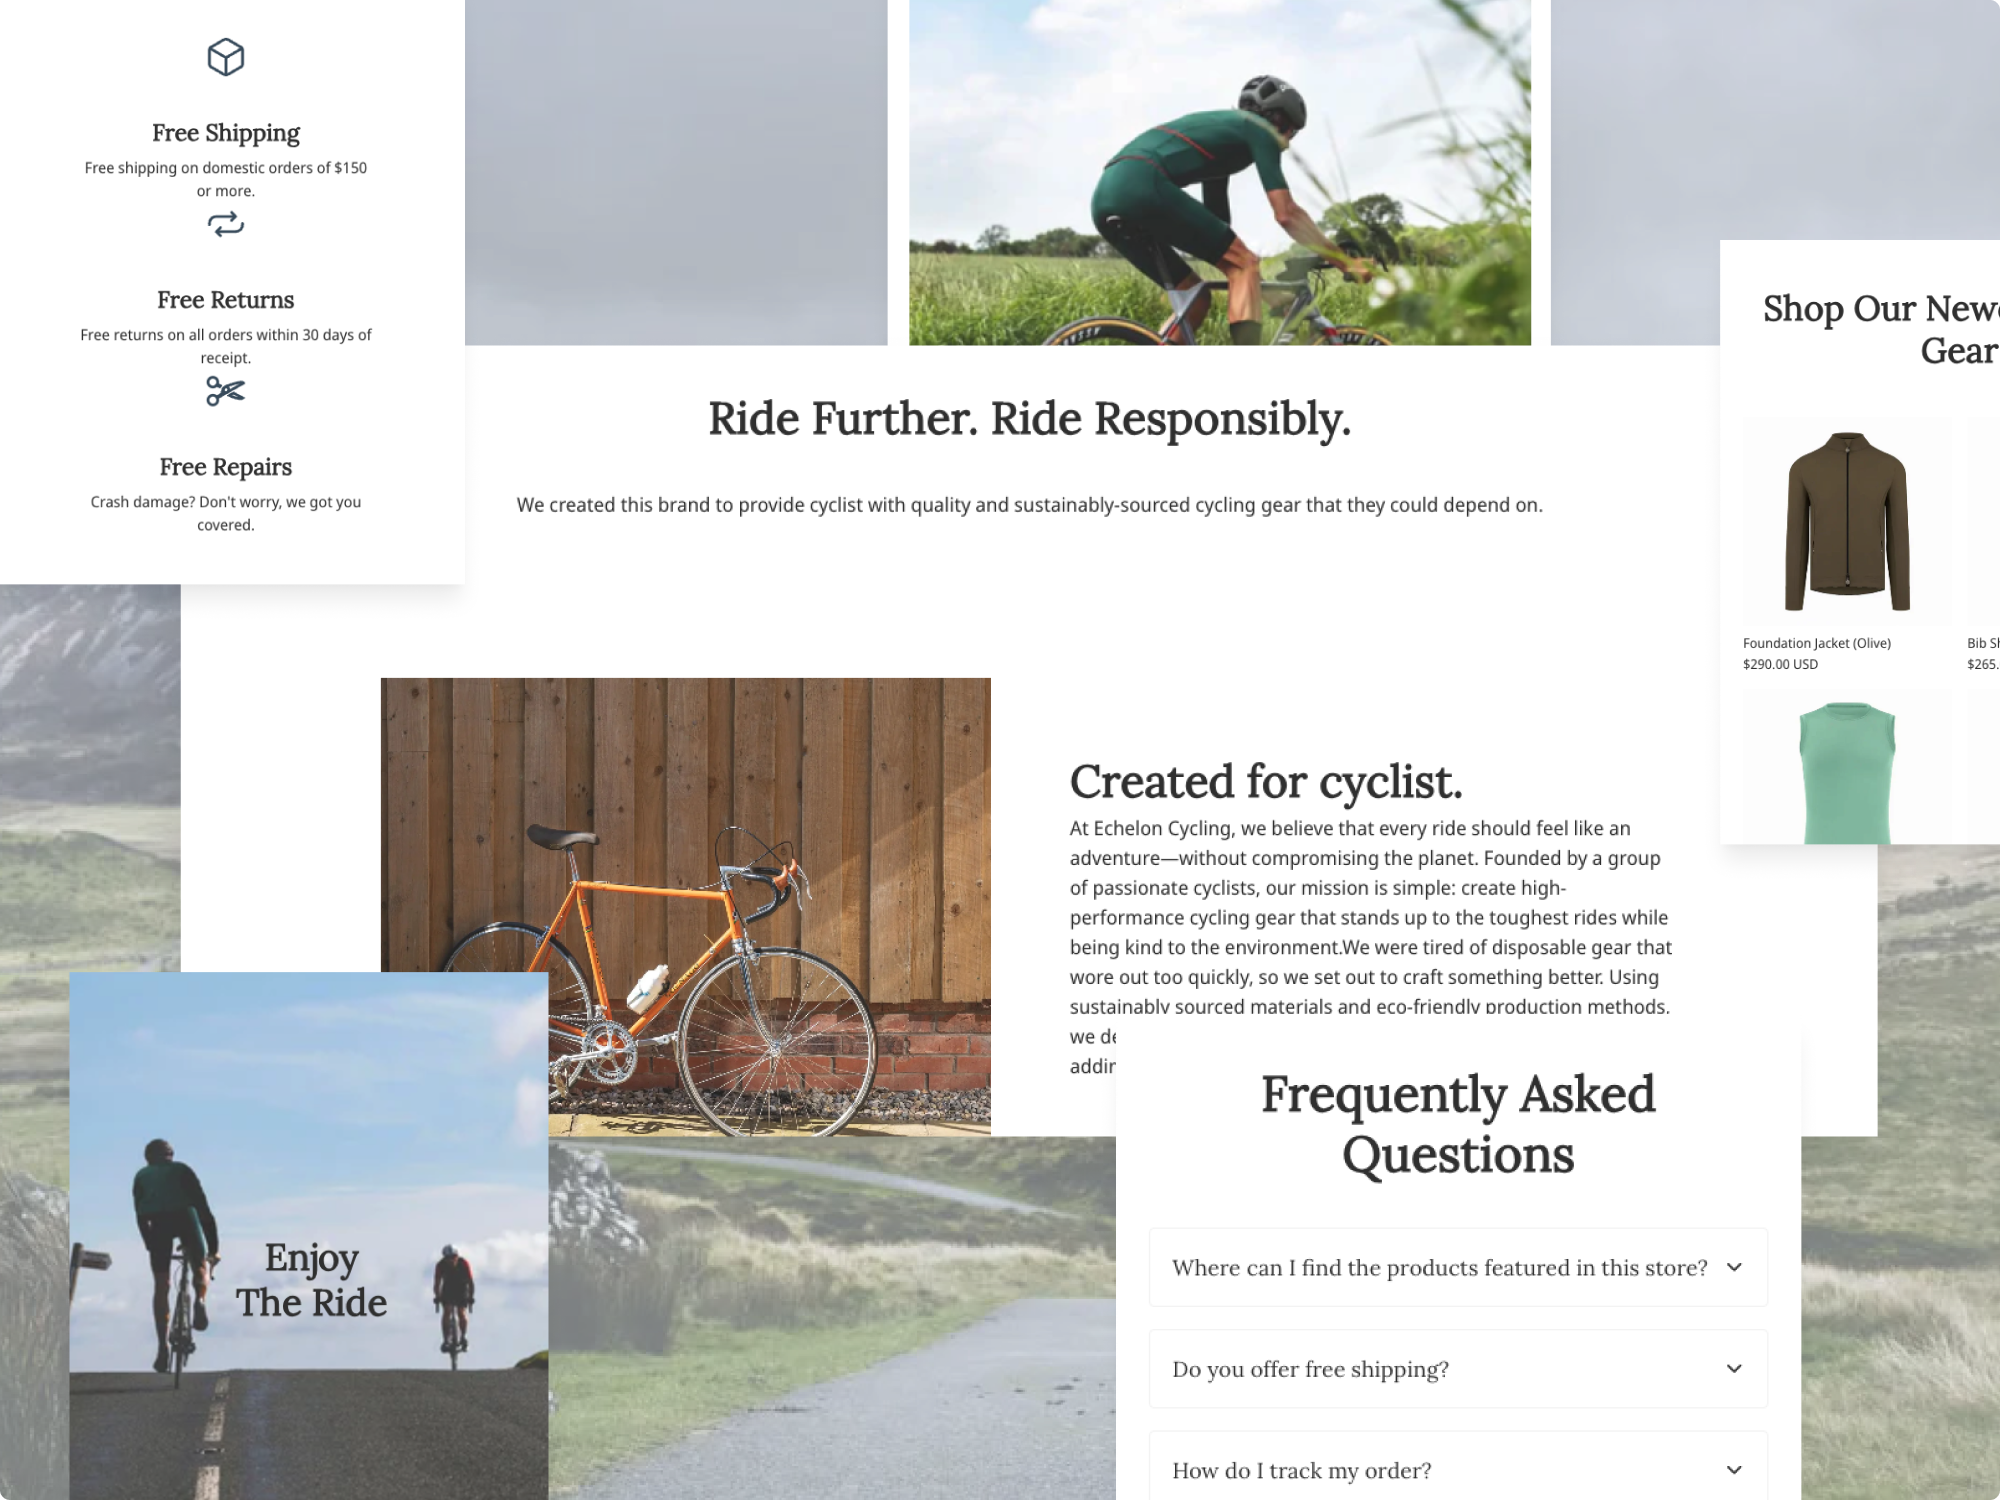 Free Shipping
Free shipping on domestic orders of $150
or more.
Free Returns
Free returns on all orders within 30 days of
receipt.
Free Repairs
Crash damage? Don't worry, we got you
covered.
Ride Further. Ride Responsibly.
We created this brand to provide cyclist with quality and sustainably-sourced cycling gear that they could depend on.
Shop Our
Gear
Foundation Jacket (Olive)
$290.00 USD
Bib
$265.
Created for cyclist.
At Echelon Cycling, we believe that every ride should feel like an
adventure—without compromising the planet. Founded by a group
of passionate cyclists, our mission is simple: create high-
performance cycling gear that stands up to the toughest rides while
being kind to the environment.We were tired of disposable gear that
wore out too quickly, so we set out to craft something better. Using
sustainably sourced materials and eco-friendly production methods,
we
Enjoy
The Ride
Frequently Asked
Questions
Where can I find the products featured in this store?
Do you offer free shipping?
How do I track my order?